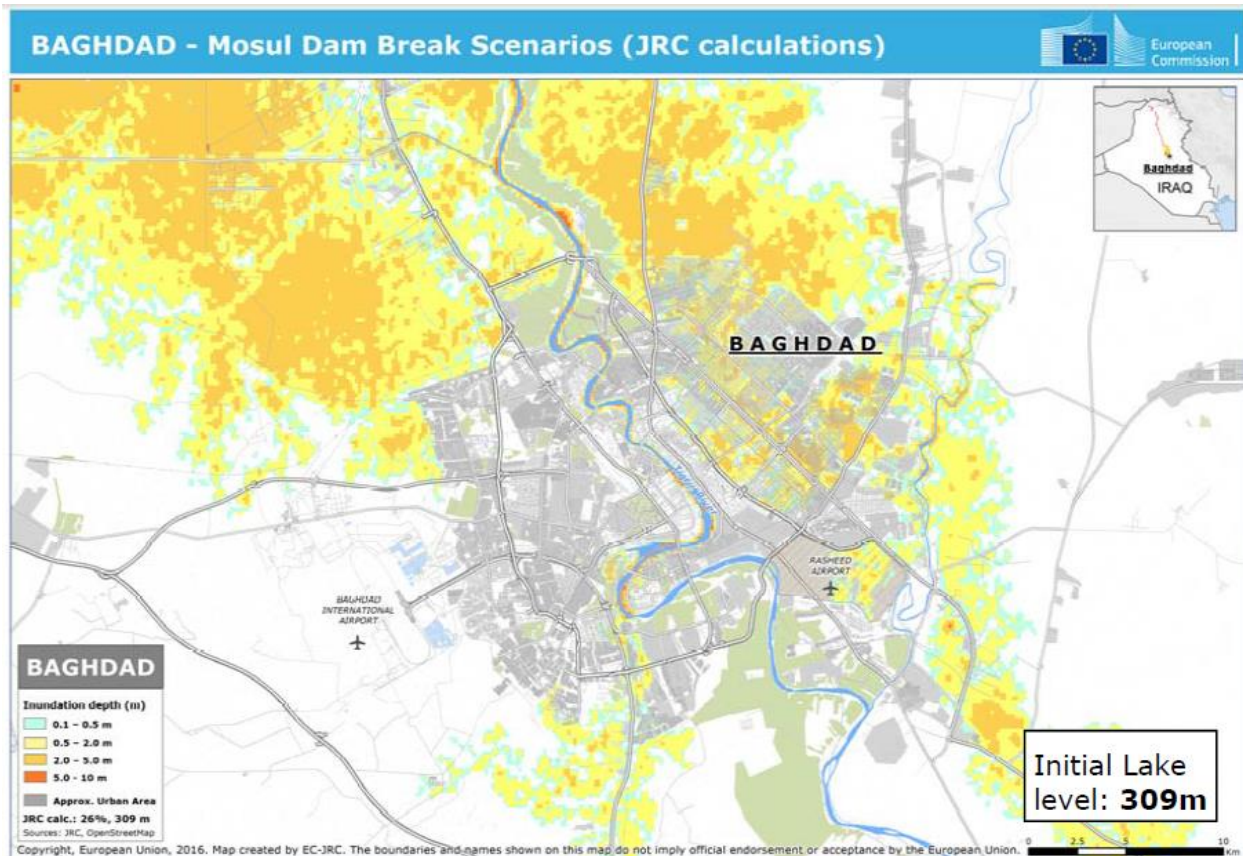 BAGHDAD - Mosul Dam Break Scenarios (JRC calculations)
European
Commission
Baghdad
IRAQ
BAGHDAD
Tigris River
RASHEED
AIRPORT
BAGHDAD
INTERNATIONAL
AIRPORT
BAGHDAD
Inundation depth (m)
0.1 – 0.5 m
0.5 – 2.0 m
2.0 – 5.0 m
5.0 - 10 m
Approx. Urban Area
JRC calc.: 26%, 309 m
Sources: JRC, OpenStreetMap
Initial Lake
level: 309m
0 2.5 5 10
Km
Copyright, European Union, 2016. Map created by EC-JRC. The boundaries and names shown on this map do not imply official endorsement or acceptance by the European Union.